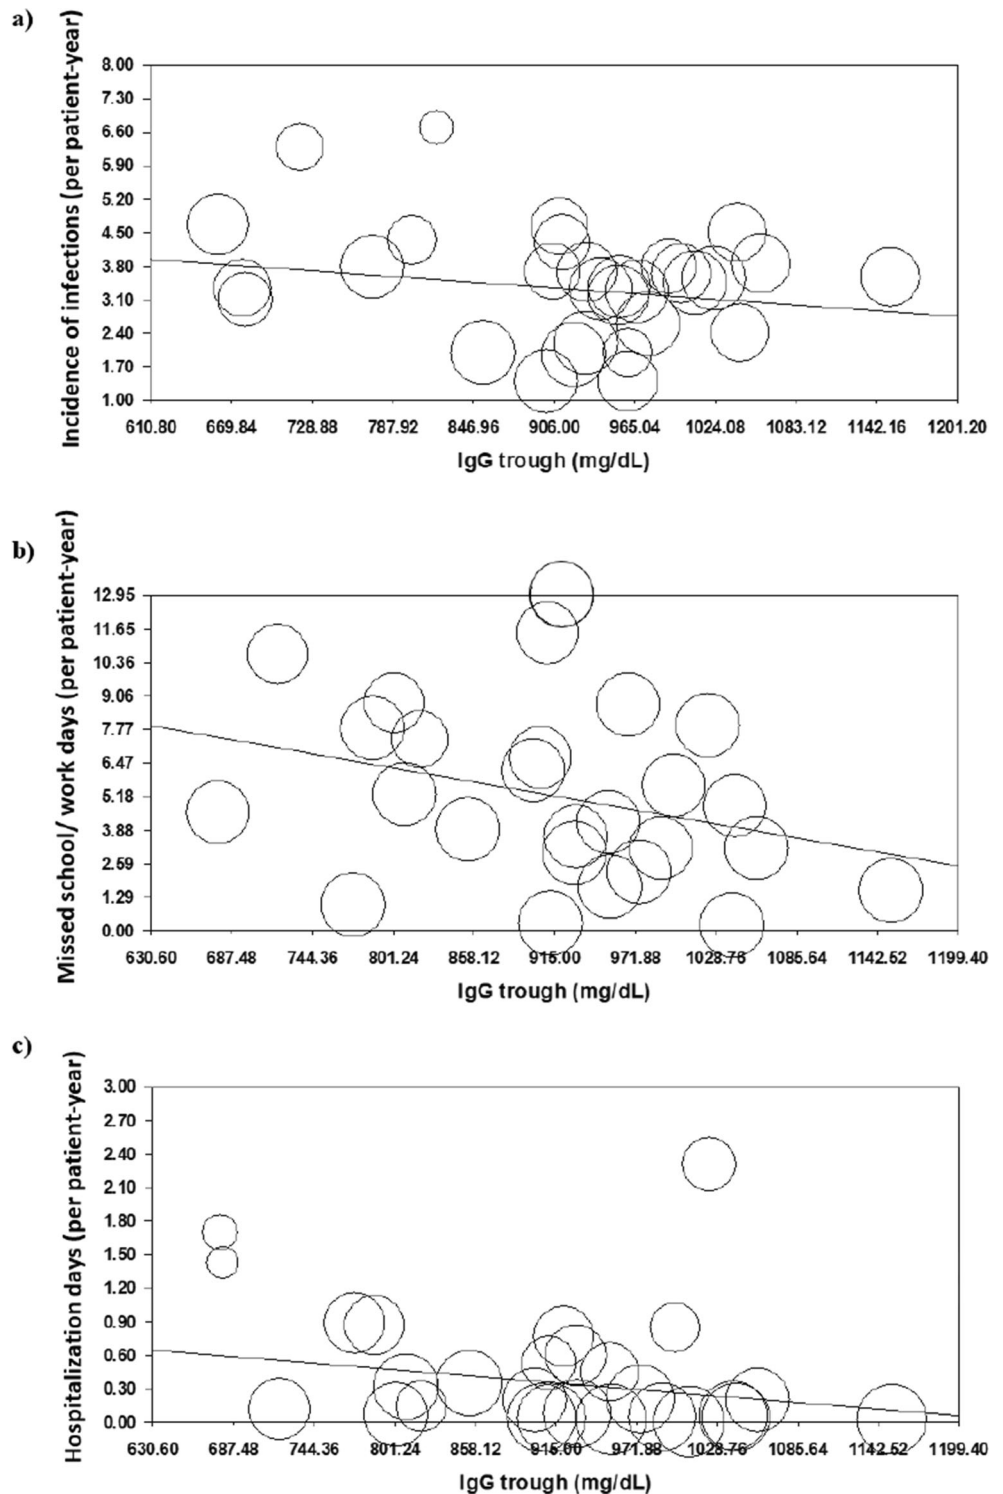 a)
Incidence of infections (per patient-year)
8.00
7.30
6.60
5.90
5.20
4.50
3.80
3.10
2.40
1.70
1.00
610.80 669.84 728.88 787.92 846.96 906.00 965.04 1024.08 1083.12 1142.16 1201.20
IgG trough (mg/dL)
b)
Missed school/ work days (per patient-year)
12.95
11.65
10.36
9.06
7.77
6.47
5.18
3.88
2.59
1.29
0.00
630.60 687.48 744.36 801.24 858.12 915.00 971.88 1028.76 1085.64 1142.52 1199.40
IgG trough (mg/dL)
c)
Hospitalization days (per patient-year)
3.00
2.70
2.40
2.10
1.80
1.50
1.20
0.90
0.60
0.30
0.00
630.60 687.48 744.36 801.24 858.12 915.00 971.88 1028.76 1085.64 1142.52 1199.40
IgG trough (mg/dL)